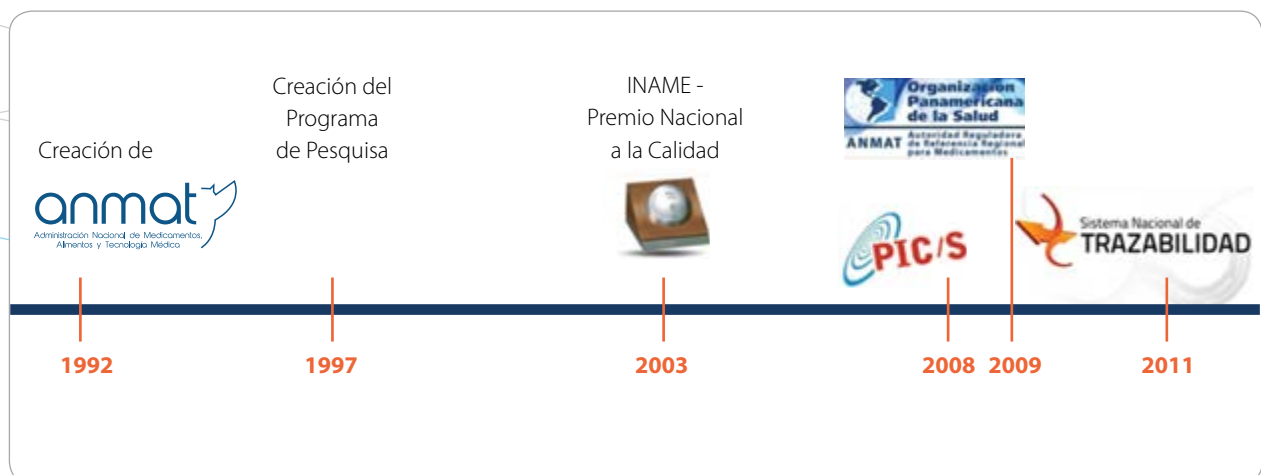 Creación de
anmat
Administración Nacional de Medicamentos,
Alimentos y Tecnología Médica
Creación del
Programa
de Pesquisa
INAME -
Premio Nacional
a la Calidad
Organización
Panamericana
de la Salud
ANMAT
Autoridad Reguladora
de Referencia Regional
para Medicamentos
PIC/S
Sistema Nacional de
TRAZABILIDAD
1992
1997
2003
2008
2009
2011